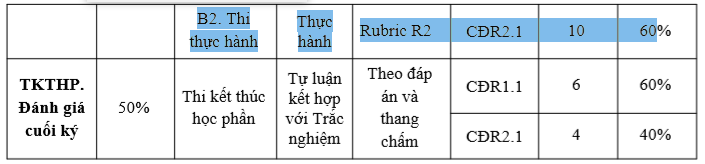 B2. Thi thực hành
Thực hành
Rubric R2
CĐR2.1
10
60%
TKTHP. Đánh giá cuối kỳ
50%
Thi kết thúc học phần
Tự luận kết hợp với Trắc nghiệm
Theo đáp án và thang chấm
CĐR1.1
6
60%
CĐR2.1
4
40%